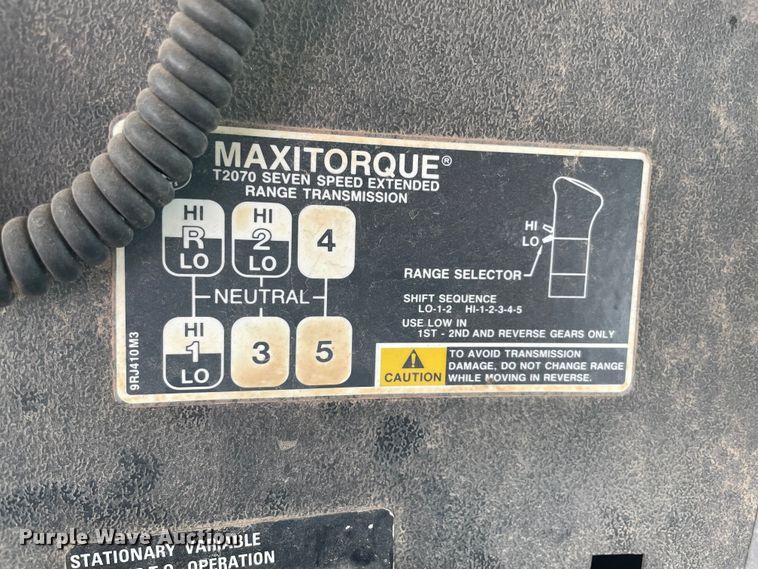 MAXITORQUE®
T2070 SEVEN SPEED EXTENDED
RANGE TRANSMISSION
HI HI
R 2 4
LO LO
NEUTRAL
HI
1 3 5
LO
HI
LO
RANGE SELECTOR
SHIFT SEQUENCE
LO-1-2 HI-1-2-3-4-5
USE LOW IN
1ST - 2ND AND REVERSE GEARS ONLY
CAUTION
TO AVOID TRANSMISSION
DAMAGE, DO NOT CHANGE RANGE
WHILE MOVING IN REVERSE.
9RJ410M3
Purple Wave Auction
STATIONARY VARIABLE
OPERATION